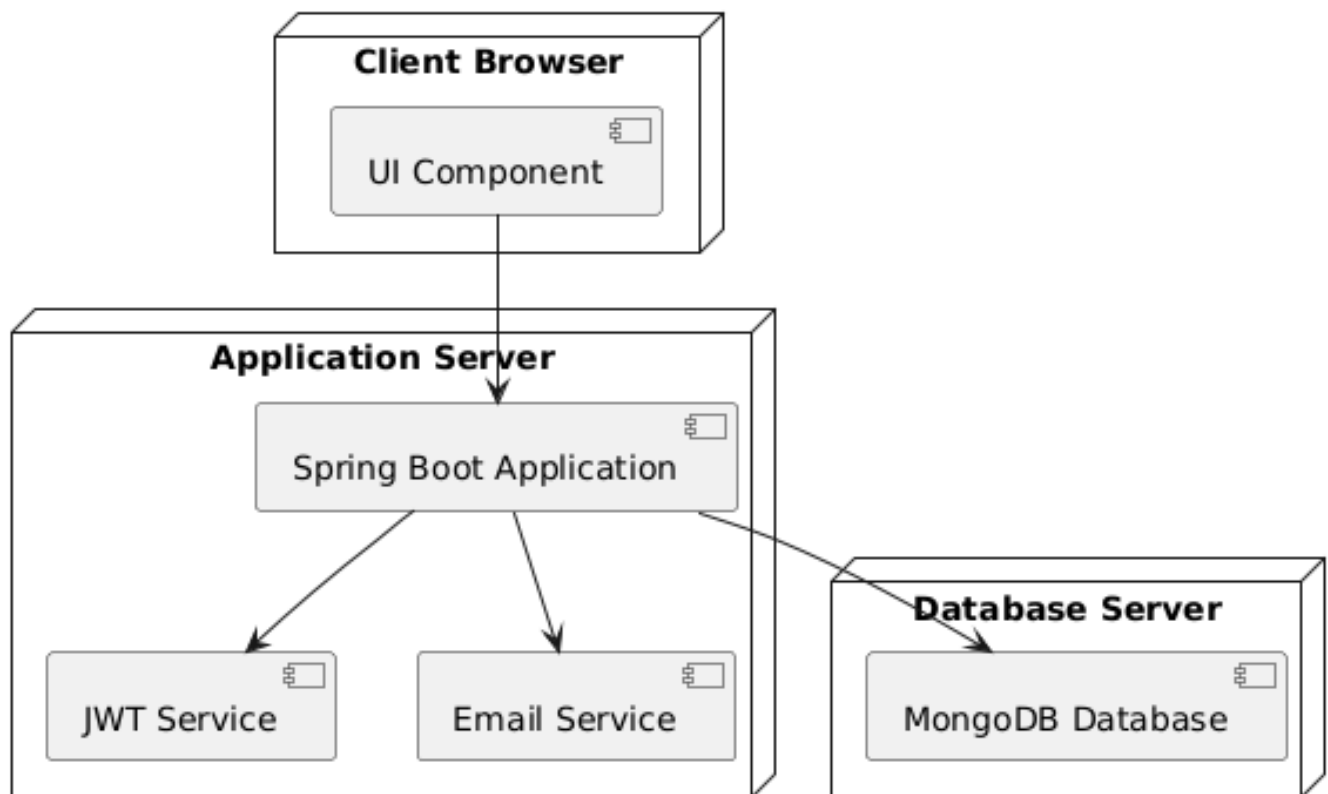 Client Browser
UI Component
Application Server
Spring Boot Application
JWT Service
Email Service
Database Server
MongoDB Database